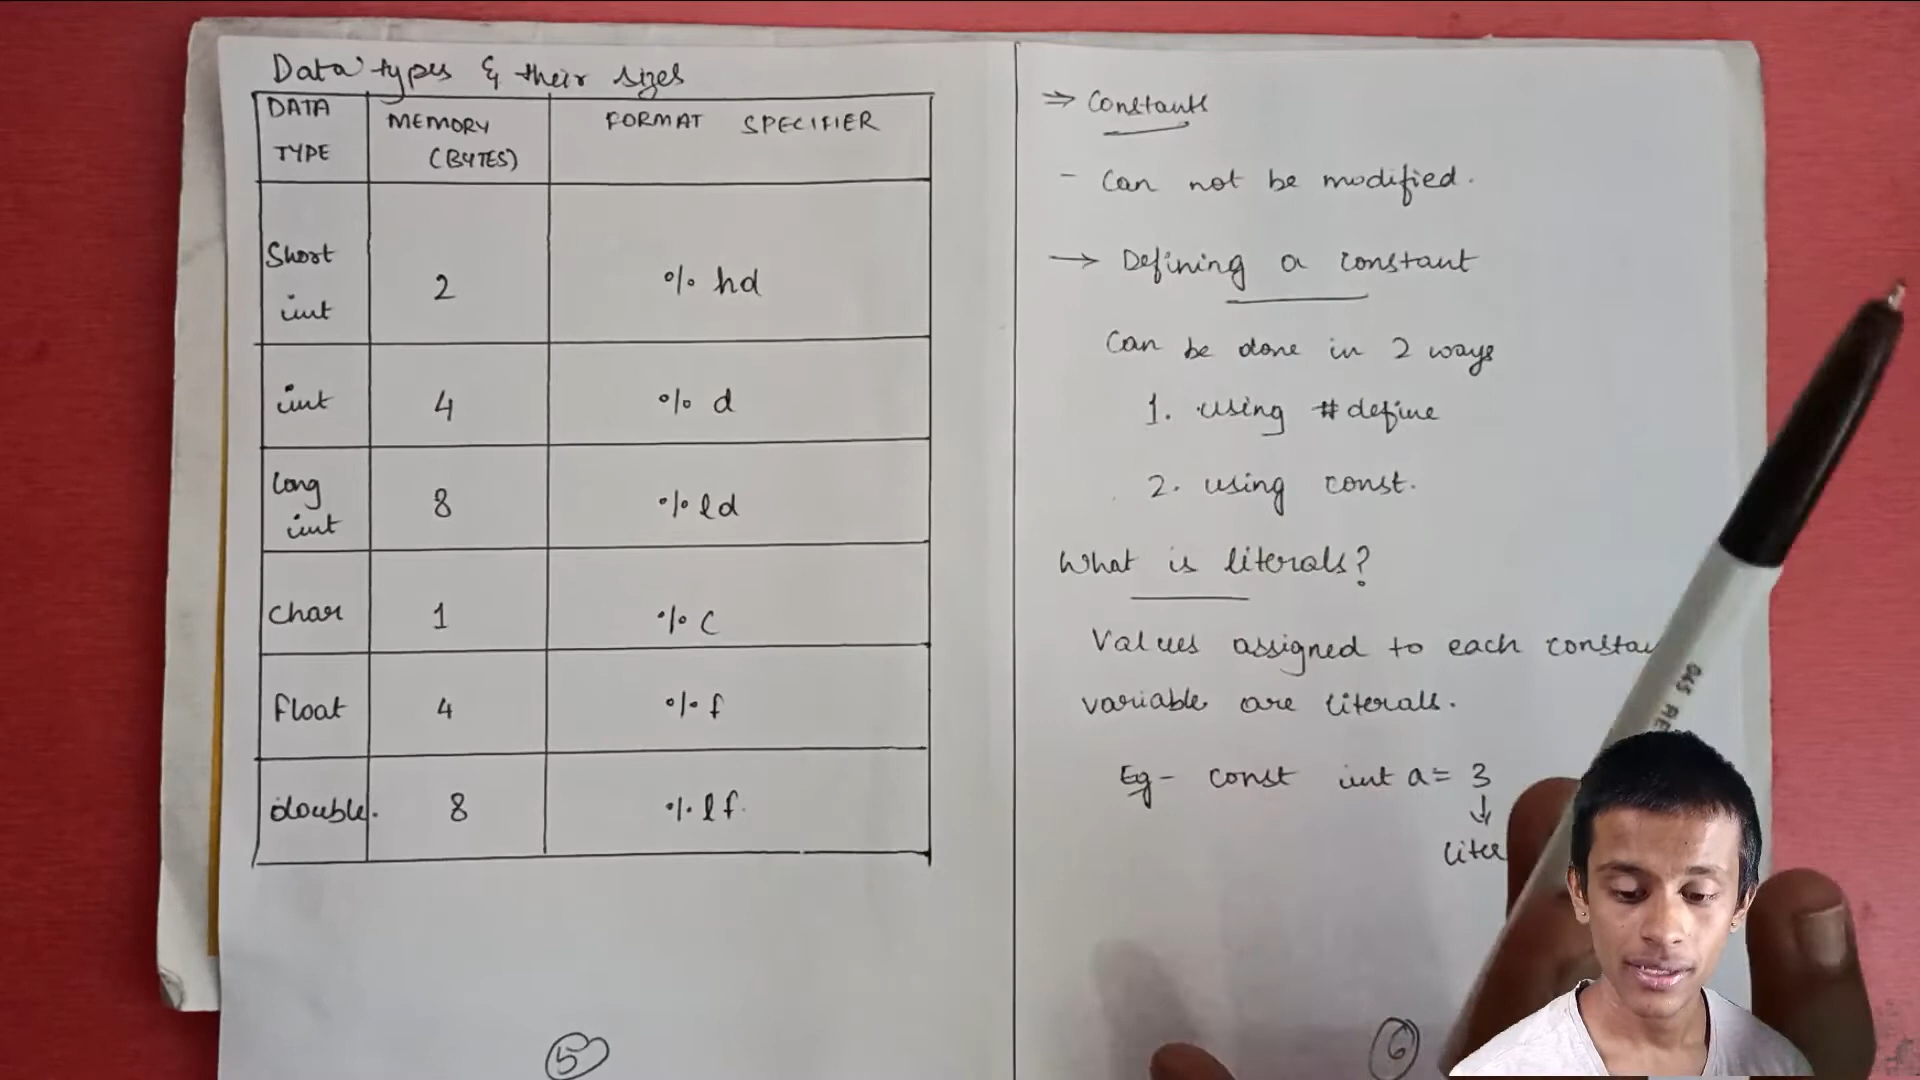 Data types & their sizes
DATA TYPE MEMORY (BYTES) FORMAT SPECIFIER
Short int 2 % hd
int 4 % d
long int 8 % ld
Char 1 % c
Float 4 % f
double. 8 % lf.
5
⇒ Constants
- Can not be modified.
→ Defining a constant
Can be done in 2 ways
1. using #define
2. using const.
What is literals?
Values assigned to each
variable are literals.
Eg - const int a = 3
↓
6